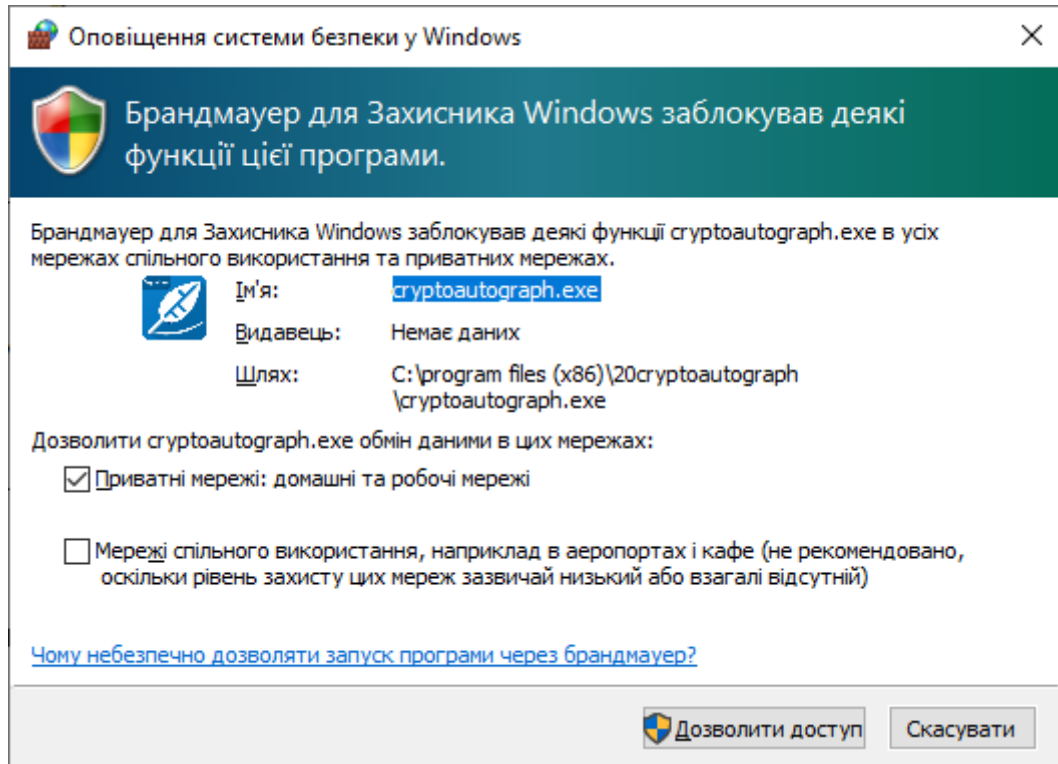 Оповіщення системи безпеки у Windows
Брандмауер для Захисника Windows заблокував деякі
функції цієї програми.
Брандмауер для Захисника Windows заблокував деякі функції cryptoautograph.exe в усіх
мережах спільного використання та приватних мережах.
Ім'я: cryptoautograph.exe
Видавець: Немає даних
Шлях: C:\program files (x86)\20cryptoautograph
\cryptoautograph.exe
Дозволити cryptoautograph.exe обмін даними в цих мережах:
Приватні мережі: домашні та робочі мережі
Мережі спільного використання, наприклад в аеропортах і кафе (не рекомендовано,
оскільки рівень захисту цих мереж зазвичай низький або взагалі відсутній)
Чому небезпечно дозволяти запуск програми через брандмауер?
Дозволити доступ Скасувати